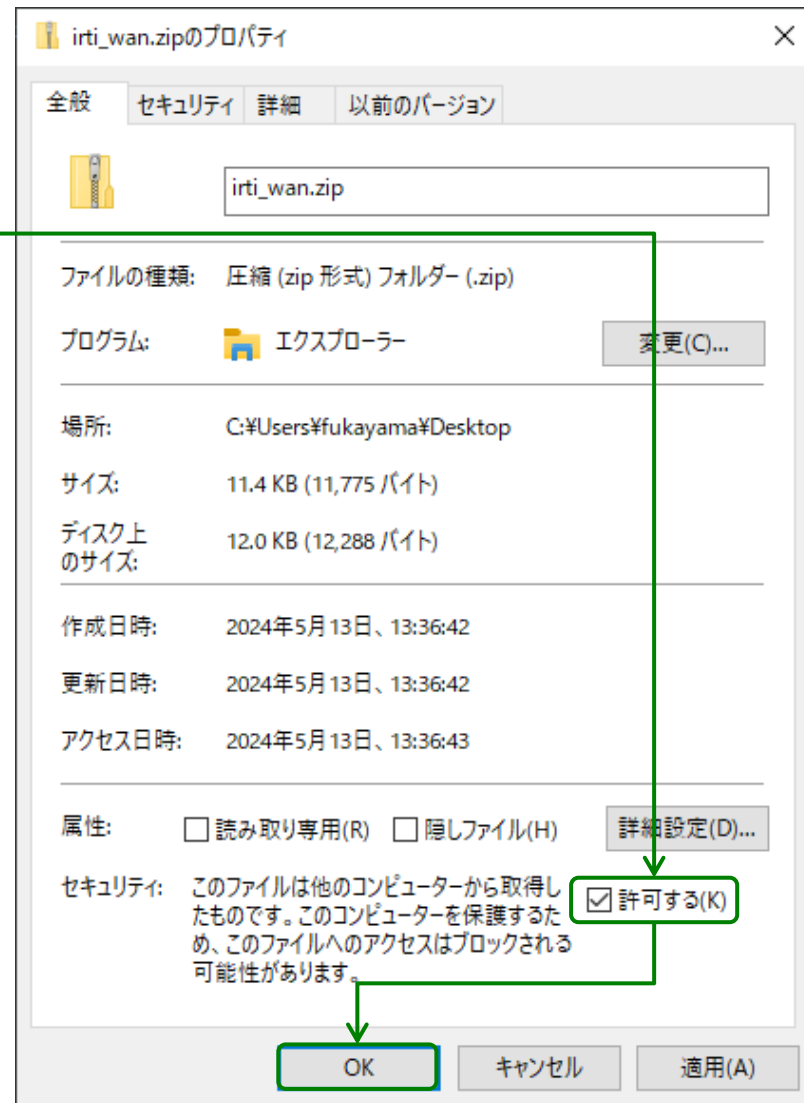 irti_wan.zipのプロパティ
全般 セキュリティ 詳細 以前のバージョン
irti_wan.zip
ファイルの種類: 圧縮 (zip 形式) フォルダー (.zip)
プログラム: エクスプローラー 変更(C)...
場所: C:¥Users¥fukayama¥Desktop
サイズ: 11.4 KB (11,775 バイト)
ディスク上
のサイズ: 12.0 KB (12,288 バイト)
作成日時: 2024年5月13日、13:36:42
更新日時: 2024年5月13日、13:36:42
アクセス日時: 2024年5月13日、13:36:43
属性: 読み取り専用(R) 隠しファイル(H) 詳細設定(D)...
セキュリティ: このファイルは他のコンピューターから取得し 許可する(K)
たものです。このコンピューターを保護するた
め、このファイルへのアクセスはブロックされる
可能性があります。
OK キャンセル 適用(A)